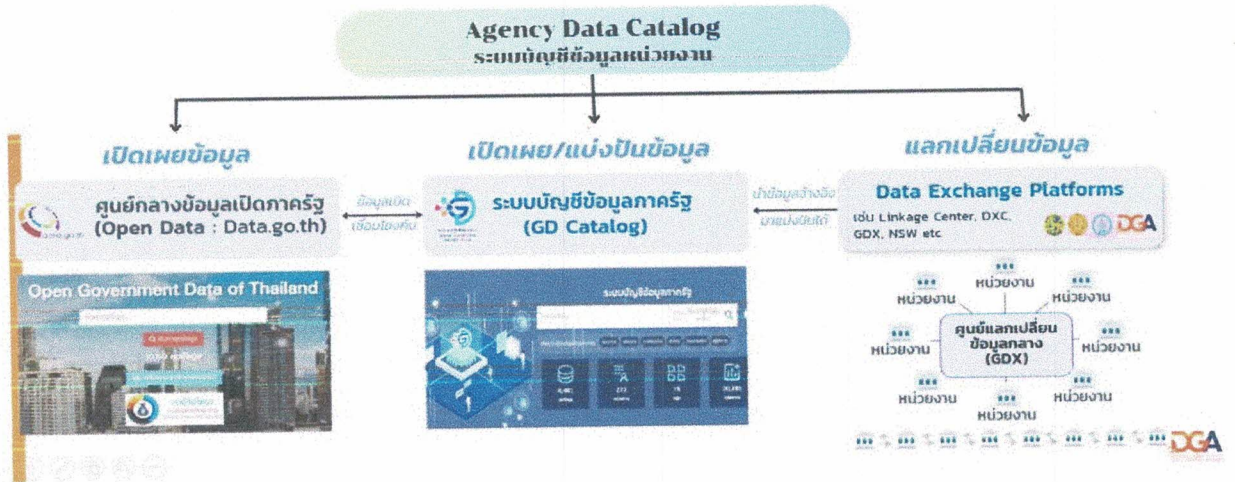 Agency Data Catalog
ระบบบัญชีข้อมูลหน่วยงาน
เปิดเผยข้อมูล
เปิดเผย/แบ่งปันข้อมูล
แลกเปลี่ยนข้อมูล
ศูนย์กลางข้อมูลเปิดภาครัฐ
(Open Data : Data.go.th)
ข้อมูลเปิด
เชื่อมโยงกัน
ระบบบัญชีข้อมูลภาครัฐ
(GD Catalog)
นำข้อมูลอ้างอิง
มาแบ่งปันได้
Data Exchange Platforms
เช่น Linkage Center, DXC,
GDX, NSW etc
DGA
Open Government Data of Thailand
ระบบบัญชีข้อมูลภาครัฐ
หน่วยงาน
หน่วยงาน
หน่วยงาน
หน่วยงาน
ศูนย์แลกเปลี่ยน
ข้อมูลกลาง
(GDX)
หน่วยงาน
หน่วยงาน
หน่วยงาน
หน่วยงาน
DGA